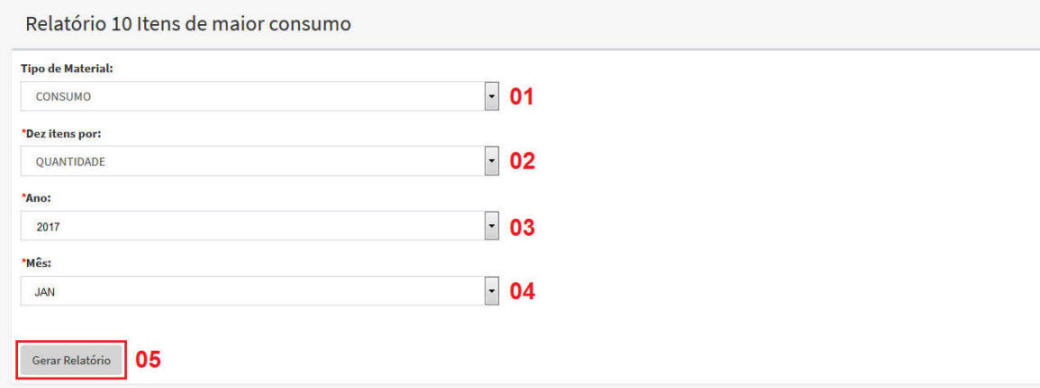 Relatório 10 Itens de maior consumo
Tipo de Material:
CONSUMO 01
*Dez itens por:
QUANTIDADE 02
*Ano:
2017 03
*Mês:
JAN 04
Gerar Relatório 05